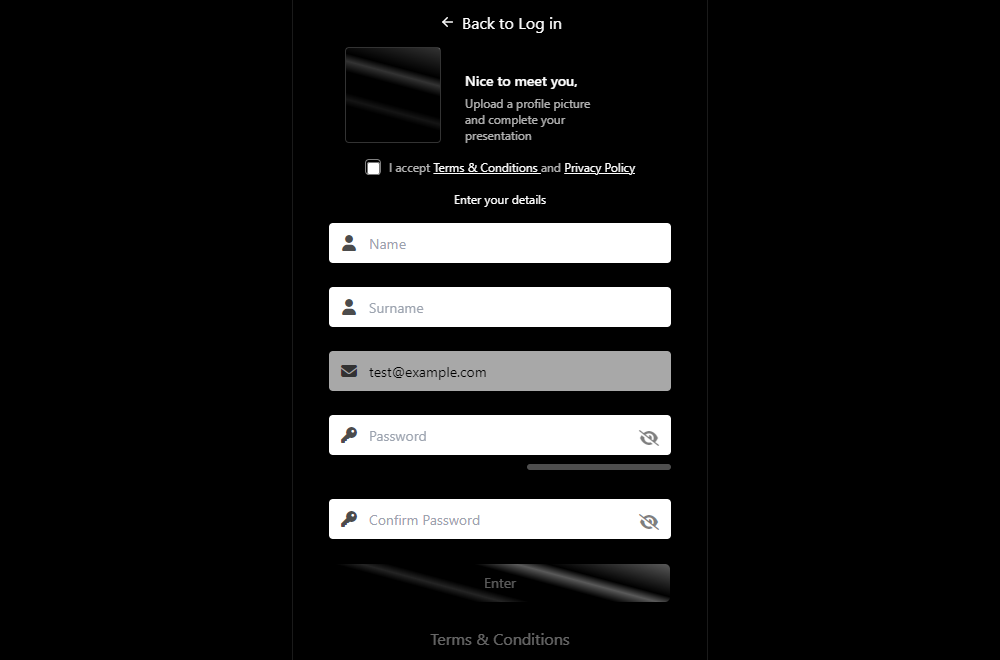 Back to Log in
Nice to meet you,
Upload a profile picture
and complete your
presentation
I accept Terms & Conditions and Privacy Policy
Enter your details
Name
Surname
test@example.com
Password
Confirm Password
Enter
Terms & Conditions